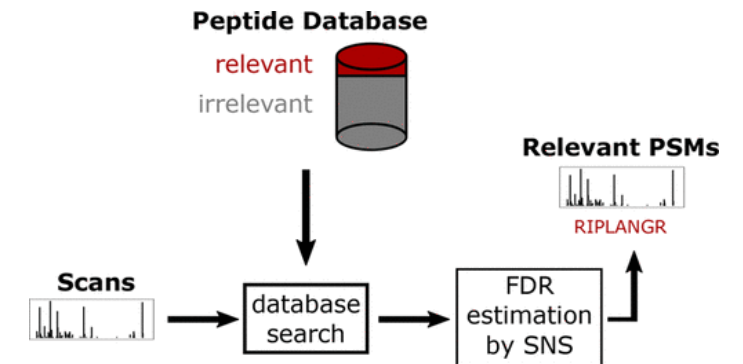 Peptide Database
relevant
irrelevant
Relevant PSMs
RIPLANGR
Scans
database
search
FDR
estimation
by SNS